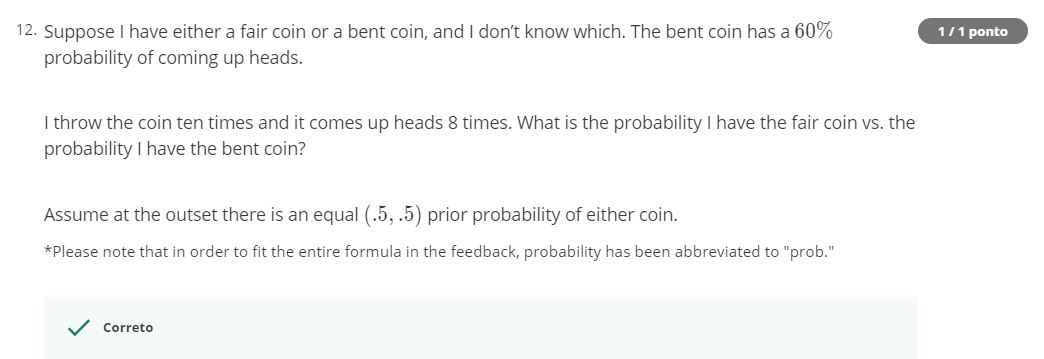 12. Suppose I have either a fair coin or a bent coin, and I don’t know which. The bent coin has a 60%
1 / 1 ponto
probability of coming up heads.
I throw the coin ten times and it comes up heads 8 times. What is the probability I have the fair coin vs. the
probability I have the bent coin?
Assume at the outset there is an equal (.5, .5) prior probability of either coin.
*Please note that in order to fit the entire formula in the feedback, probability has been abbreviated to "prob."
Correto